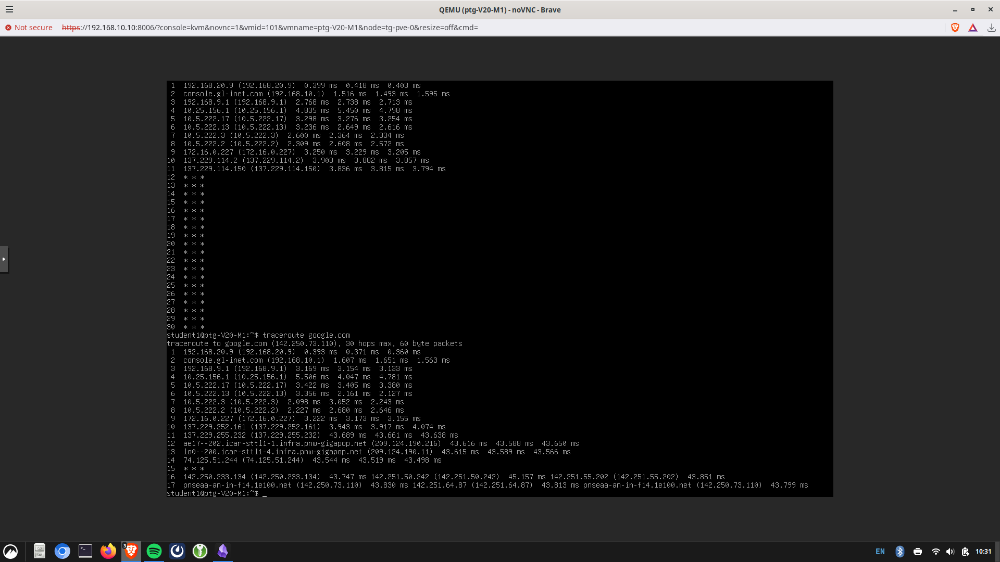 QEMU (ptg-V20-M1) - noVNC - Brave
Not secure https://192.168.10.10:8006/?console=kvm&novnc=1&vmid=101&vmname=ptg-V20-M1&node=tg-pve-0&resize=off&cmd=
1 192.168.20.9 (192.168.20.9) 0.399 ms 0.418 ms 0.403 ms
2 console.gl-inet.com (192.168.10.1) 1.516 ms 1.493 ms 1.595 ms
3 192.168.9.1 (192.168.9.1) 2.768 ms 2.738 ms 2.713 ms
4 10.25.156.1 (10.25.156.1) 4.835 ms 5.450 ms 4.798 ms
5 10.5.222.17 (10.5.222.17) 3.298 ms 3.276 ms 3.254 ms
6 10.5.222.13 (10.5.222.13) 3.236 ms 2.649 ms 2.616 ms
7 10.5.222.3 (10.5.222.3) 2.600 ms 2.364 ms 2.334 ms
8 10.5.222.2 (10.5.222.2) 2.309 ms 2.608 ms 2.572 ms
9 172.16.0.227 (172.16.0.227) 3.250 ms 3.229 ms 3.205 ms
10 137.229.114.2 (137.229.114.2) 3.903 ms 3.882 ms 3.857 ms
11 137.229.114.150 (137.229.114.150) 3.836 ms 3.815 ms 3.794 ms
12 * * *
13 * * *
14 * * *
15 * * *
16 * * *
17 * * *
18 * * *
19 * * *
20 * * *
21 * * *
22 * * *
23 * * *
24 * * *
25 * * *
26 * * *
27 * * *
28 * * *
29 * * *
30 * * *
student1@ptg-V20-M1:~$ traceroute google.com
traceroute to google.com (142.250.73.110), 30 hops max, 60 byte packets
1 192.168.20.9 (192.168.20.9) 0.393 ms 0.371 ms 0.360 ms
2 console.gl-inet.com (192.168.10.1) 1.607 ms 1.651 ms 1.563 ms
3 192.168.9.1 (192.168.9.1) 3.169 ms 3.154 ms 3.133 ms
4 10.25.156.1 (10.25.156.1) 5.506 ms 4.047 ms 4.781 ms
5 10.5.222.17 (10.5.222.17) 3.422 ms 3.405 ms 3.380 ms
6 10.5.222.13 (10.5.222.13) 3.356 ms 2.161 ms 2.127 ms
7 10.5.222.3 (10.5.222.3) 2.098 ms 3.052 ms 2.243 ms
8 10.5.222.2 (10.5.222.2) 2.227 ms 2.680 ms 2.646 ms
9 172.16.0.227 (172.16.0.227) 3.222 ms 3.173 ms 3.155 ms
10 137.229.252.161 (137.229.252.161) 3.943 ms 3.917 ms 4.074 ms
11 137.229.255.232 (137.229.255.232) 43.689 ms 43.661 ms 43.638 ms
12 ae17--202.icar-sttl1-1.infra.pnw-gigapop.net (209.124.190.216) 43.616 ms 43.588 ms 43.650 ms
13 lo0--200.icar-sttl1-4.infra.pnw-gigapop.net (209.124.190.11) 43.615 ms 43.589 ms 43.566 ms
14 74.125.51.244 (74.125.51.244) 43.544 ms 43.519 ms 43.498 ms
15 * * *
16 142.250.233.134 (142.250.233.134) 43.747 ms 142.251.50.242 (142.251.50.242) 45.157 ms 142.251.55.202 (142.251.55.202) 43.851 ms
17 pnseaa-an-in-f14.1e100.net (142.250.73.110) 43.830 ms 142.251.64.87 (142.251.64.87) 43.813 ms pnseaa-an-in-f14.1e100.net (142.250.73.110) 43.799 ms
student1@ptg-V20-M1:~$ _
3
EN 10:31